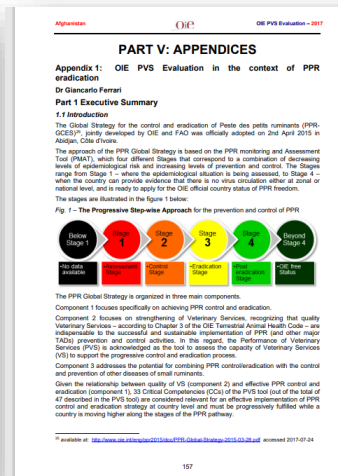 Afghanistan
Oie
OIE PVS Evaluation – 2017
PART V: APPENDICES
Appendix 1: OIE PVS Evaluation in the context of PPR
eradication
Dr Giancarlo Ferrari
Part 1 Executive Summary
1.1 Introduction
The Global Strategy for the control and eradication of Peste des petits ruminants (PPR-
GCES)²⁰, jointly developed by OIE and FAO was officially adopted on 2nd April 2015 in
Abidjan, Côte d'Ivoire.
The approach of the PPR Global Strategy is based on the PPR monitoring and Assessment
Tool (PMAT), which four different Stages that correspond to a combination of decreasing
levels of epidemiological risk and increasing levels of prevention and control. The Stages
range from Stage 1 – where the epidemiological situation is being assessed, to Stage 4 –
when the country can provide evidence that there is no virus circulation either at zonal or
national level, and is ready to apply for the OIE official country status of PPR freedom.
The stages are illustrated in the figure 1 below:
Fig. 1 – The Progressive Step-wise Approach for the prevention and control of PPR
Below
Stage 1
Stage
1
Stage
2
Stage
3
Stage
4
Beyond
Stage 4
•No data
available
•Assessment
Stage
•Control
Stage
•Eradication
Stage
•Post
eradication
Stage
•OIE free
Status
The PPR Global Strategy is organized in three main components.
Component 1 focuses specifically on achieving PPR control and eradication.
Component 2 focuses on strengthening of Veterinary Services, recognizing that quality
Veterinary Services – according to Chapter 3 of the OIE Terrestrial Animal Health Code – are
indispensable to the successful and sustainable implementation of PPR (and other major
TADs) prevention and control activities. In this regard, the Performance of Veterinary
Services (PVS) is acknowledged as the tool to assess the capacity of Veterinary Services
(VS) to support the progressive control and eradication process.
Component 3 addresses the potential for combining PPR control/eradication with the control
and prevention of other diseases of small ruminants.
Given the relationship between quality of VS (component 2) and effective PPR control and
eradication (component 1), 33 Critical Competencies (CCs) of the PVS tool (out of the total of
47 described in the PVS tool) are considered relevant for an effective implementation of PPR
control and eradication strategy at country level and must be progressively fulfilled while a
country is moving higher along the stages of the PPR pathway.
available at: http://www.oie.int/eng/ppr2015/doc/PPR-Global-Strategy-2015-03-28.pdf accessed 2017-07-24
157